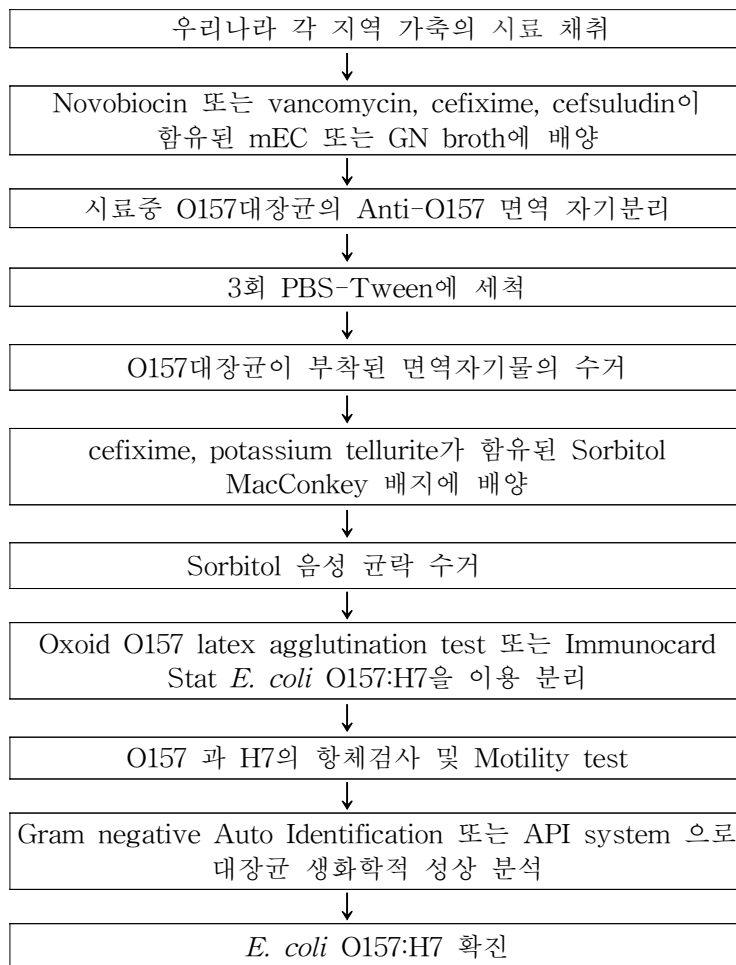 우리나라 각 지역 가축의 시료 채취
Novobiocin 또는 vancomycin, cefixime, cefsuludin이
함유된 mEC 또는 GN broth에 배양
시료중 O157대장균의 Anti-O157 면역 자기분리
3회 PBS-Tween에 세척
O157대장균이 부착된 면역자기물의 수거
cefixime, potassium tellurite가 함유된 Sorbitol
MacConkey 배지에 배양
Sorbitol 음성 균락 수거
Oxoid O157 latex agglutination test 또는 Immunocard
Stat E. coli O157:H7을 이용 분리
O157 과 H7의 항체검사 및 Motility test
Gram negative Auto Identification 또는 API system 으로
대장균 생화학적 성상 분석
E. coli O157:H7 확진